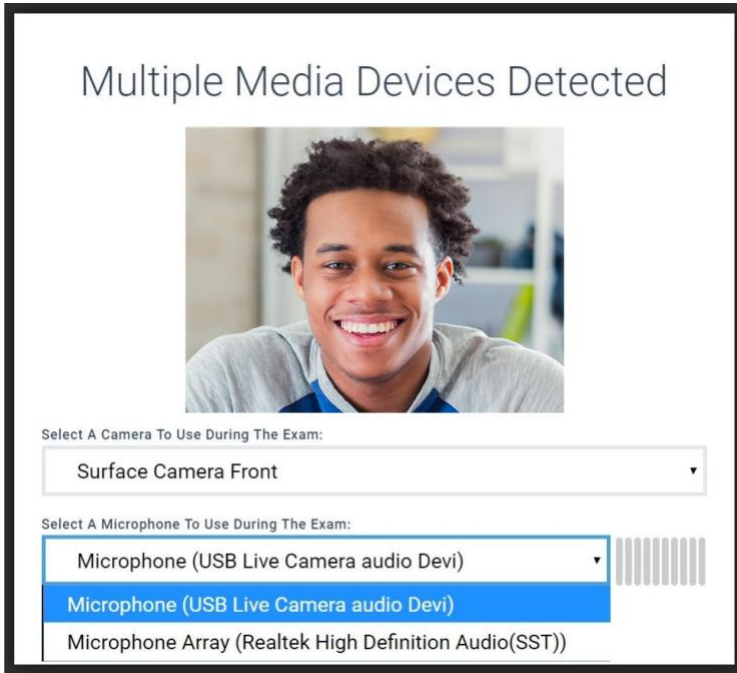 Multiple Media Devices Detected
Select A Camera To Use During The Exam:
Surface Camera Front
Select A Microphone To Use During The Exam:
Microphone (USB Live Camera audio Devi)
Microphone (USB Live Camera audio Devi)
Microphone Array (Realtek High Definition Audio(SST))